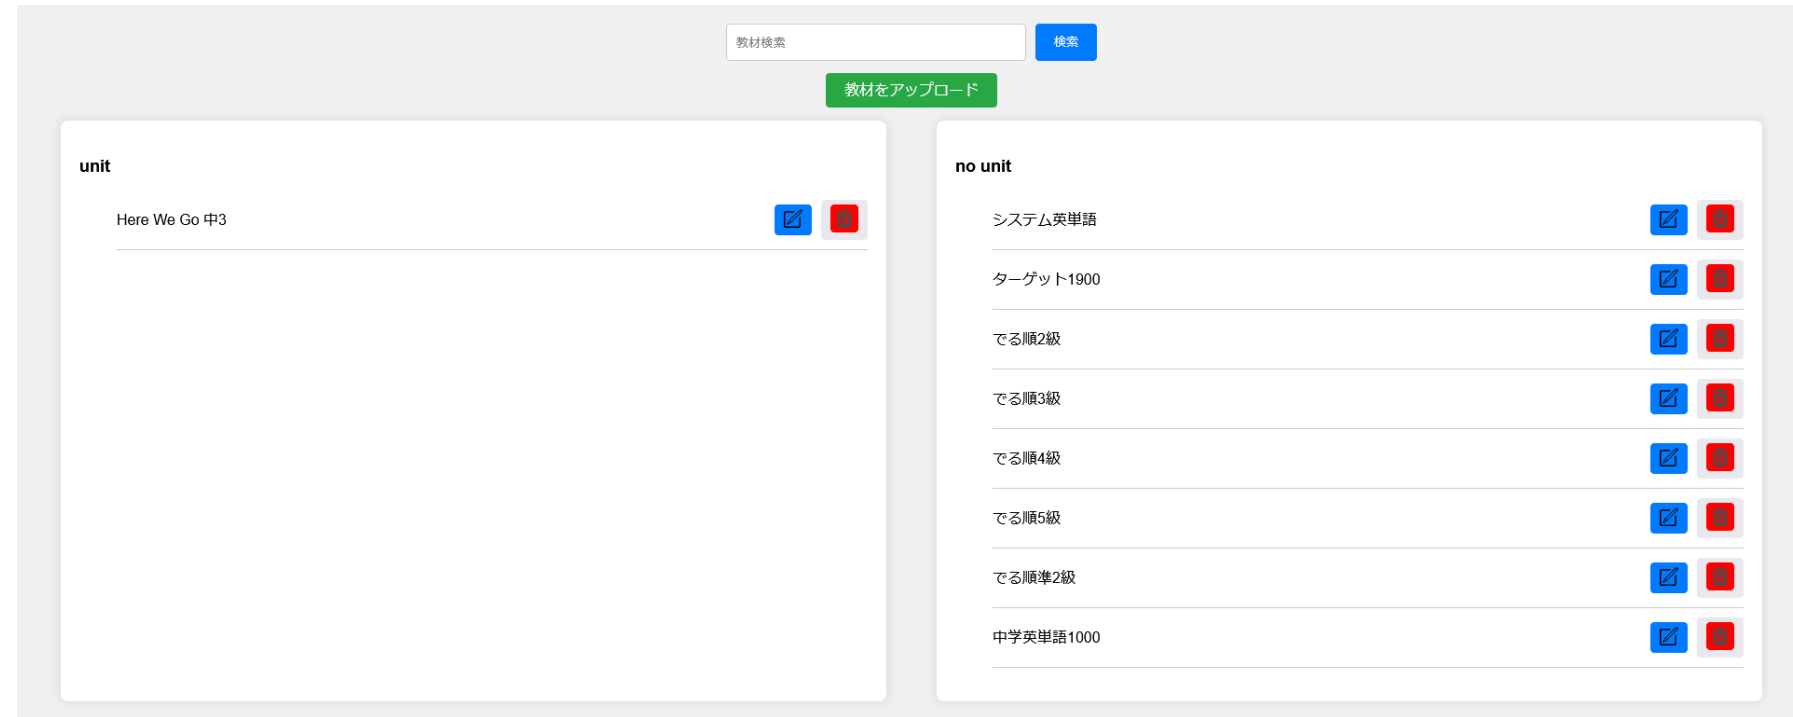 教材検索
検索
教材をアップロード
unit
Here We Go 中3
no unit
システム英単語
ターゲット1900
でる順2級
でる順3級
でる順4級
でる順5級
でる順準2級
中学英単語1000